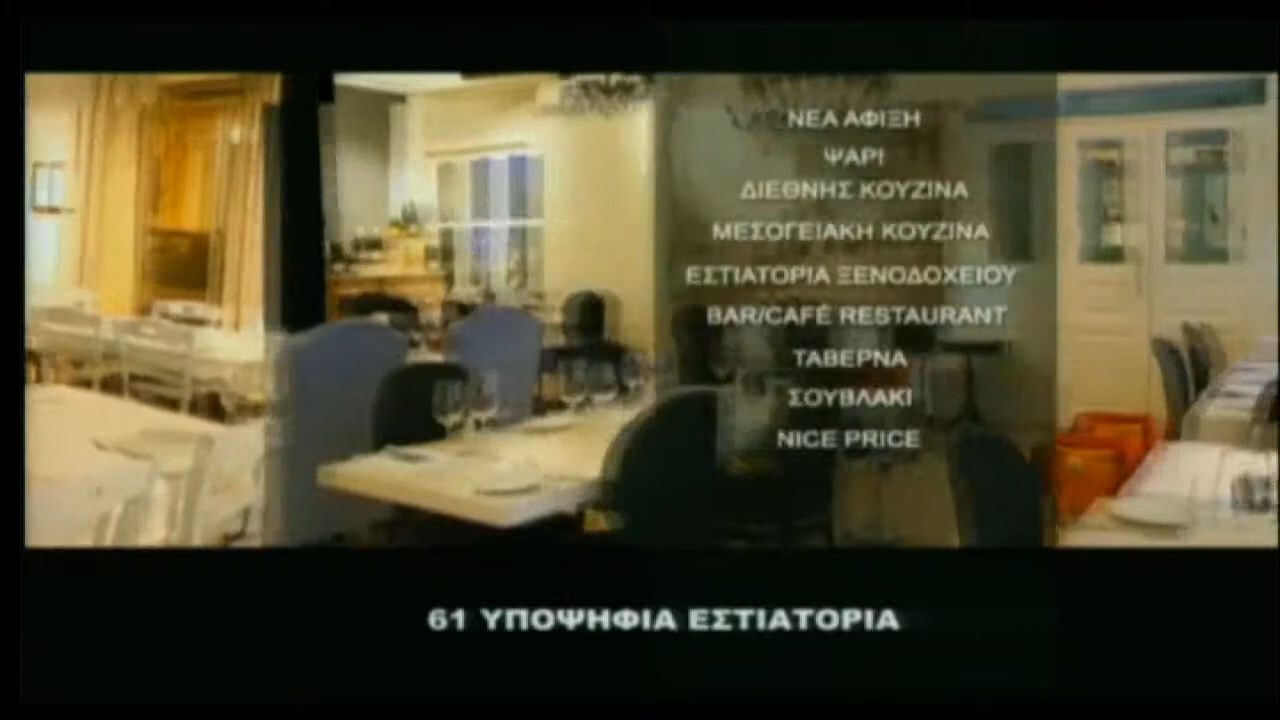 ΝΕΑ ΑΦΙΞΗ
ΨΑΡΙ
ΔΙΕΘΝΗΣ ΚΟΥΖΙΝΑ
ΜΕΣΟΓΕΙΑΚΗ ΚΟΥΖΙΝΑ
ΕΣΤΙΑΤΟΡΙΑ ΞΕΝΟΔΟΧΕΙΟΥ
BAR/CAFÉ RESTAURANT
ΤΑΒΕΡΝΑ
ΣΟΥΒΛΑΚΙ
NICE PRICE
61 ΥΠΟΨΗΦΙΑ ΕΣΤΙΑΤΟΡΙΑ